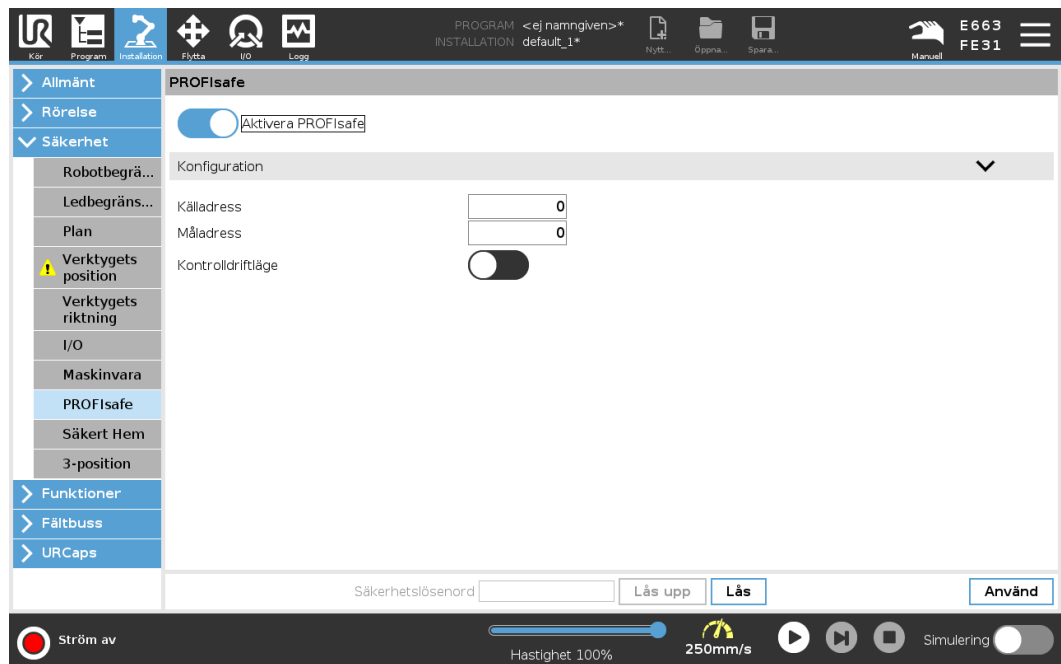 PROGRAM <ej namngiven>*
INSTALLATION default_1*
UR
Kör
Program
Installation
Flytta
I/O
Logg
Nytt...
Öppna...
Spara...
Manuell
E663
FE31
Allmänt
Rörelse
Säkerhet
Robotbegrä...
Ledbegräns...
Plan
Verktygets
position
Verktygets
riktning
I/O
Maskinvara
PROFIsafe
Säkert Hem
3-position
Funktioner
Fältbuss
URCaps
PROFIsafe
Aktivera PROFIsafe
Konfiguration
Källadress 0
Måladress 0
Kontrolldriftläge
Säkerhetslösenord
Lås upp
Lås
Använd
Ström av
Hastighet 100%
250mm/s
Simulering